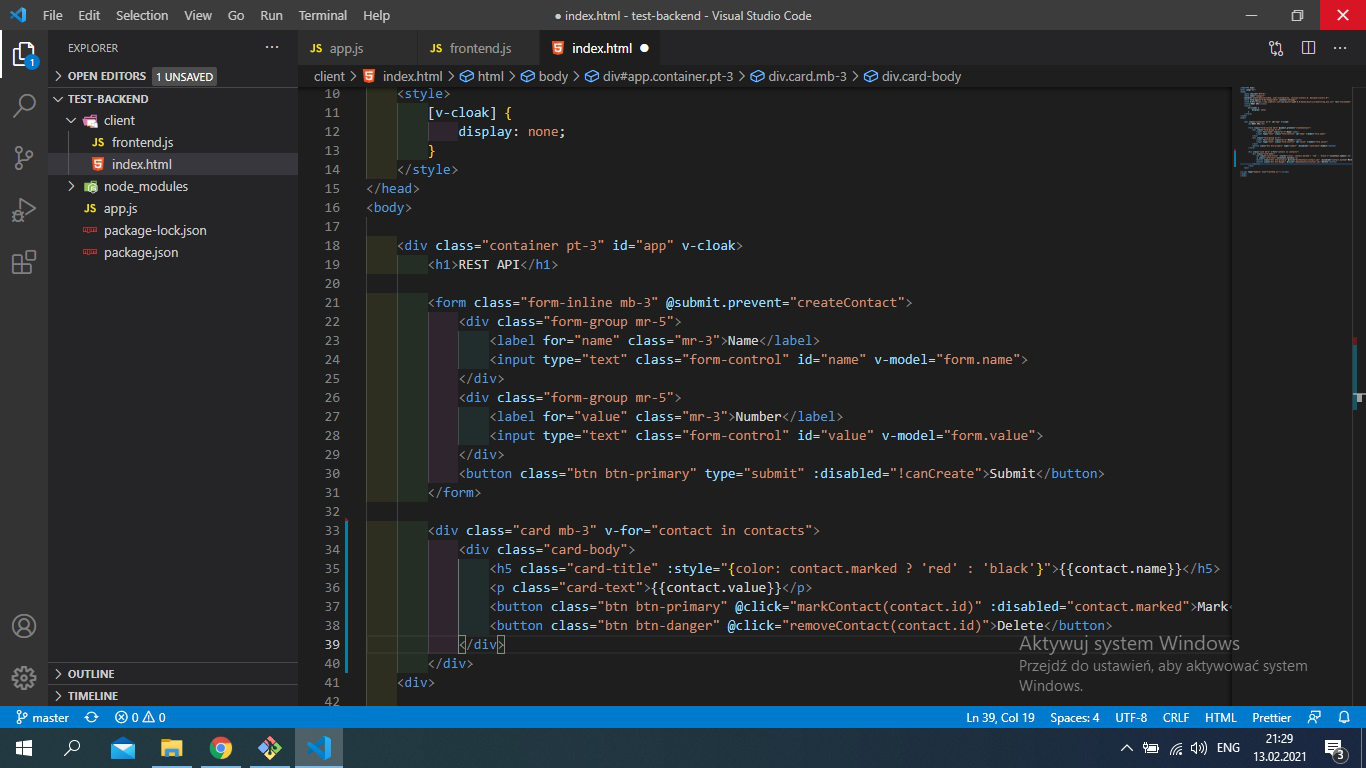 File Edit Selection View Go Run Terminal Help
● index.html - test-backend - Visual Studio Code
EXPLORER
OPEN EDITORS 1 UNSAVED
TEST-BACKEND
client
JS frontend.js
index.html
node_modules
JS app.js
package-lock.json
package.json
OUTLINE
TIMELINE
1
JS app.js JS frontend.js index.html ●
client > index.html > html > body > div#app.container.pt-3 > div.card.mb-3 > div.card-body
10 <style>
11 [v-cloak] {
12 display: none;
13 }
14 </style>
15 </head>
16 <body>
17
18 <div class="container pt-3" id="app" v-cloak>
19 <h1>REST API</h1>
20
21 <form class="form-inline mb-3" @submit.prevent="createContact">
22 <div class="form-group mr-5">
23 <label for="name" class="mr-3">Name</label>
24 <input type="text" class="form-control" id="name" v-model="form.name">
25 </div>
26 <div class="form-group mr-5">
27 <label for="value" class="mr-3">Number</label>
28 <input type="text" class="form-control" id="value" v-model="form.value">
29 </div>
30 <button class="btn btn-primary" type="submit" :disabled="!canCreate">Submit</button>
31 </form>
32
33 <div class="card mb-3" v-for="contact in contacts">
34 <div class="card-body">
35 <h5 class="card-title" :style="{color: contact.marked ? 'red' : 'black'}">{{contact.name}}</h5>
36 <p class="card-text">{{contact.value}}</p>
37 <button class="btn btn-primary" @click="markContact(contact.id)" :disabled="contact.marked">Mark<
38 <button class="btn btn-danger" @click="removeContact(contact.id)">Delete</button>
39 </div>
40 </div>
41 <div>
42
Aktywuj system Windows
Przejdź do ustawień, aby aktywować system
Windows.
master 0 0
Ln 39, Col 19 Spaces: 4 UTF-8 CRLF HTML Prettier
ENG
21:29
13.02.2021
3